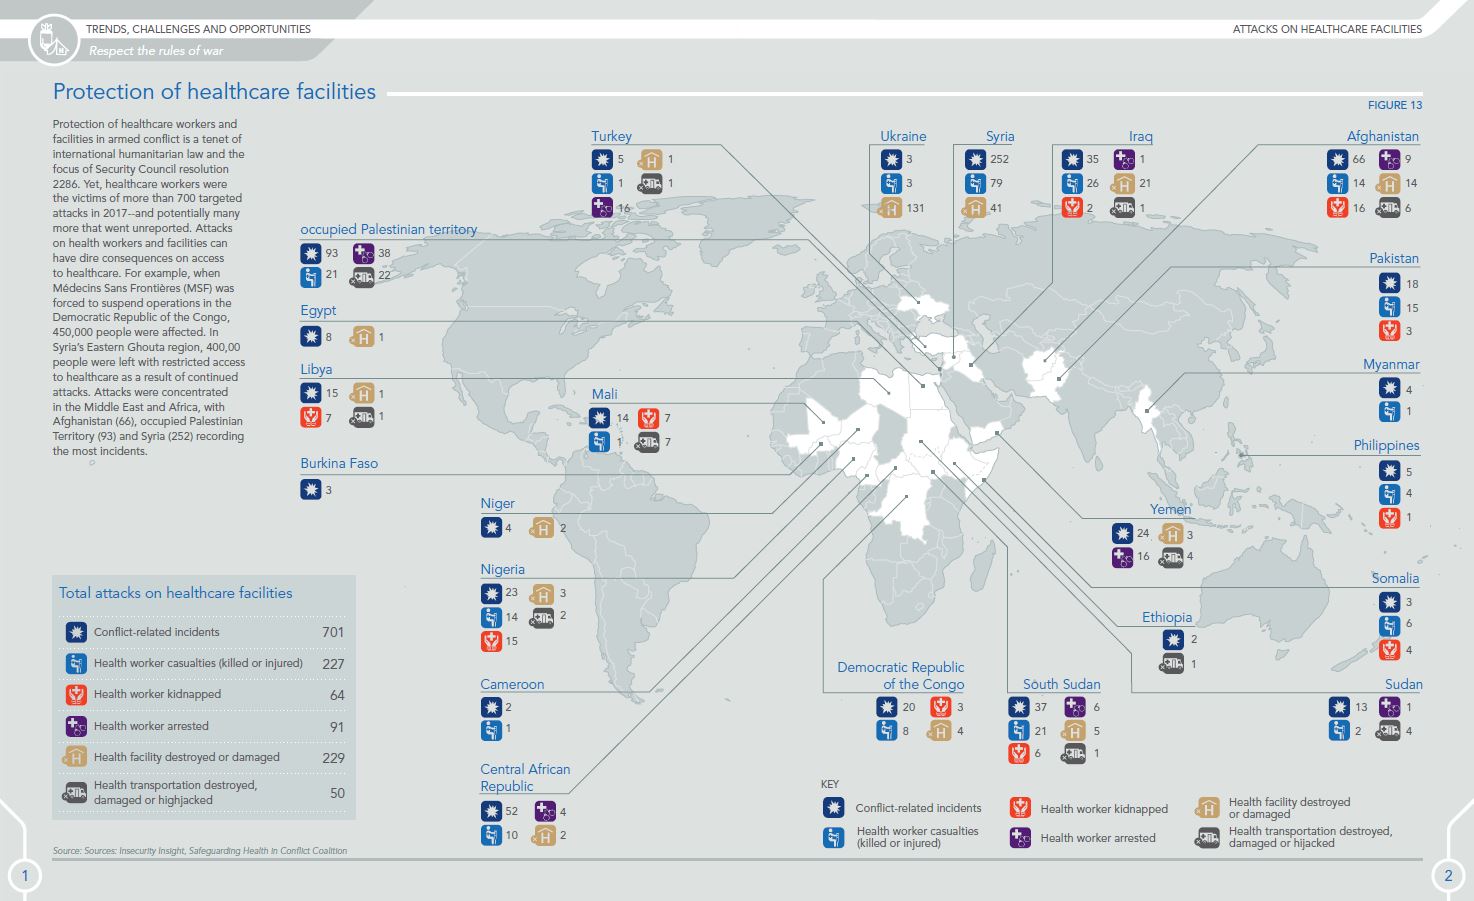 TRENDS, CHALLENGES AND OPPORTUNITIES
Respect the rules of war
ATTACKS ON HEALTHCARE FACILITIES
Protection of healthcare facilities
FIGURE 13
Protection of healthcare workers and
facilities in armed conflict is a tenet of
international humanitarian law and the
focus of Security Council resolution
2286. Yet, healthcare workers were
the victims of more than 700 targeted
attacks in 2017--and potentially many
more that went unreported. Attacks
on health workers and facilities can
have dire consequences on access
to healthcare. For example, when
Médecins Sans Frontières (MSF) was
forced to suspend operations in the
Democratic Republic of the Congo,
450,000 people were affected. In
Syria's Eastern Ghouta region, 400,00
people were left with restricted access
to healthcare as a result of continued
attacks. Attacks were concentrated
in the Middle East and Africa, with
Afghanistan (66), occupied Palestinian
Territory (93) and Syria (252) recording
the most incidents.
Turkey
5 H 1
1 1
16
Ukraine
3
3
H 131
Syria
252
79
H 41
Iraq
35 1
26 H 21
2 1
Afghanistan
66 9
14 H 14
16 6
occupied Palestinian territory
93 38
21 22
Egypt
8 H 1
Libya
15 H 1
7 1
Mali
14 7
1 7
Burkina Faso
3
Niger
4 H 2
Nigeria
23 H 3
14 2
15
Cameroon
2
1
Central African
Republic
52 4
10 H 2
Pakistan
18
15
3
Myanmar
4
1
Philippines
5
4
1
Yemen
24 H 3
16 4
Somalia
3
6
4
Ethiopia
2
1
Democratic Republic
of the Congo
20 3
8 H 4
South Sudan
37 6
21 H 5
6 1
Sudan
13 1
2 4
Total attacks on healthcare facilities
Conflict-related incidents 701
Health worker casualties (killed or injured) 227
Health worker kidnapped 64
Health worker arrested 91
H Health facility destroyed or damaged 229
Health transportation destroyed,
damaged or highjacked 50
KEY
Conflict-related incidents
Health worker casualties
(killed or injured)
Health worker kidnapped
Health worker arrested
H Health facility destroyed
or damaged
Health transportation destroyed,
damaged or hijacked
Source: Sources: Insecurity Insight, Safeguarding Health in Conflict Coalition
1
2